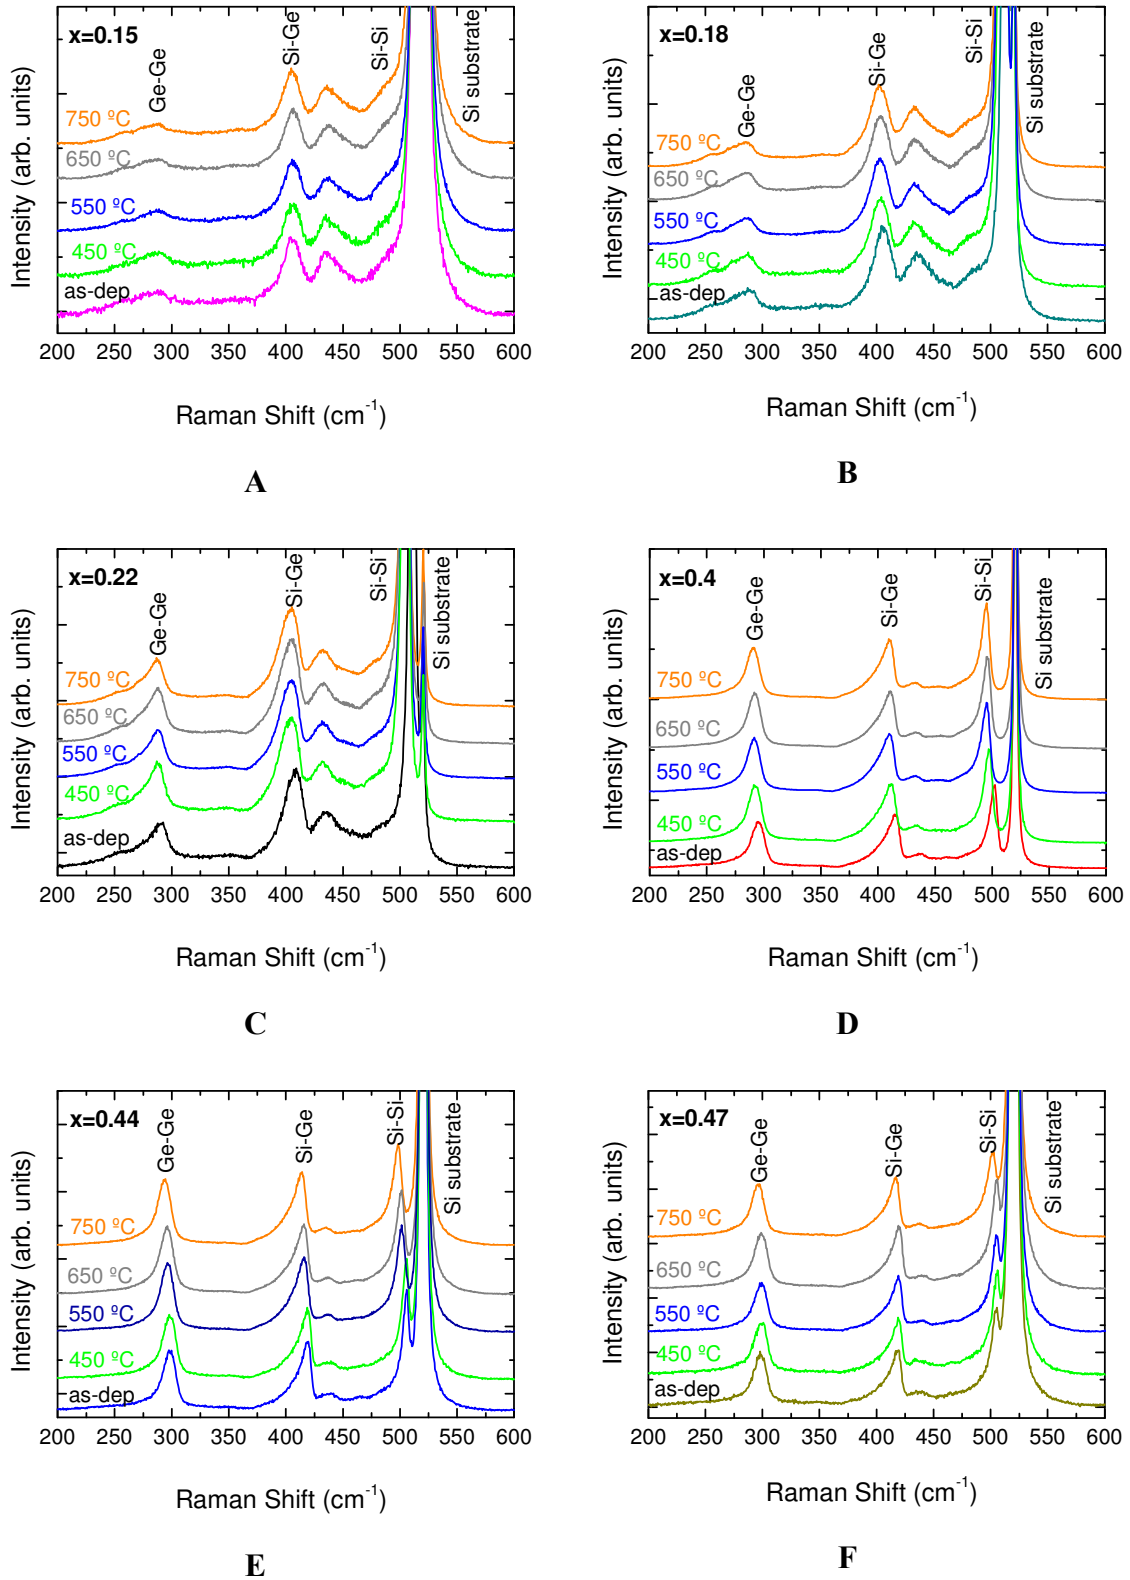 x=0.15
Ge-Ge
Si-Ge
Si-Si
Si substrate
750 ºC
650 ºC
550 ºC
450 ºC
as-dep
Intensity (arb. units)
200 250 300 350 400 450 500 550 600
Raman Shift (cm⁻¹)
A
x=0.18
Ge-Ge
Si-Ge
Si-Si
Si substrate
750 ºC
650 ºC
550 ºC
450 ºC
as-dep
Intensity (arb. units)
200 250 300 350 400 450 500 550 600
Raman Shift (cm⁻¹)
B
x=0.22
Ge-Ge
Si-Ge
Si-Si
Si substrate
750 ºC
650 ºC
550 ºC
450 ºC
as-dep
Intensity (arb. units)
200 250 300 350 400 450 500 550 600
Raman Shift (cm⁻¹)
C
x=0.4
Ge-Ge
Si-Ge
Si-Si
Si substrate
750 ºC
650 ºC
550 ºC
450 ºC
as-dep
Intensity (arb. units)
200 250 300 350 400 450 500 550 600
Raman Shift (cm⁻¹)
D
x=0.44
Ge-Ge
Si-Ge
Si-Si
Si substrate
750 ºC
650 ºC
550 ºC
450 ºC
as-dep
Intensity (arb. units)
200 250 300 350 400 450 500 550 600
Raman Shift (cm⁻¹)
E
x=0.47
Ge-Ge
Si-Ge
Si-Si
Si substrate
750 ºC
650 ºC
550 ºC
450 ºC
as-dep
Intensity (arb. units)
200 250 300 350 400 450 500 550 600
Raman Shift (cm⁻¹)
F